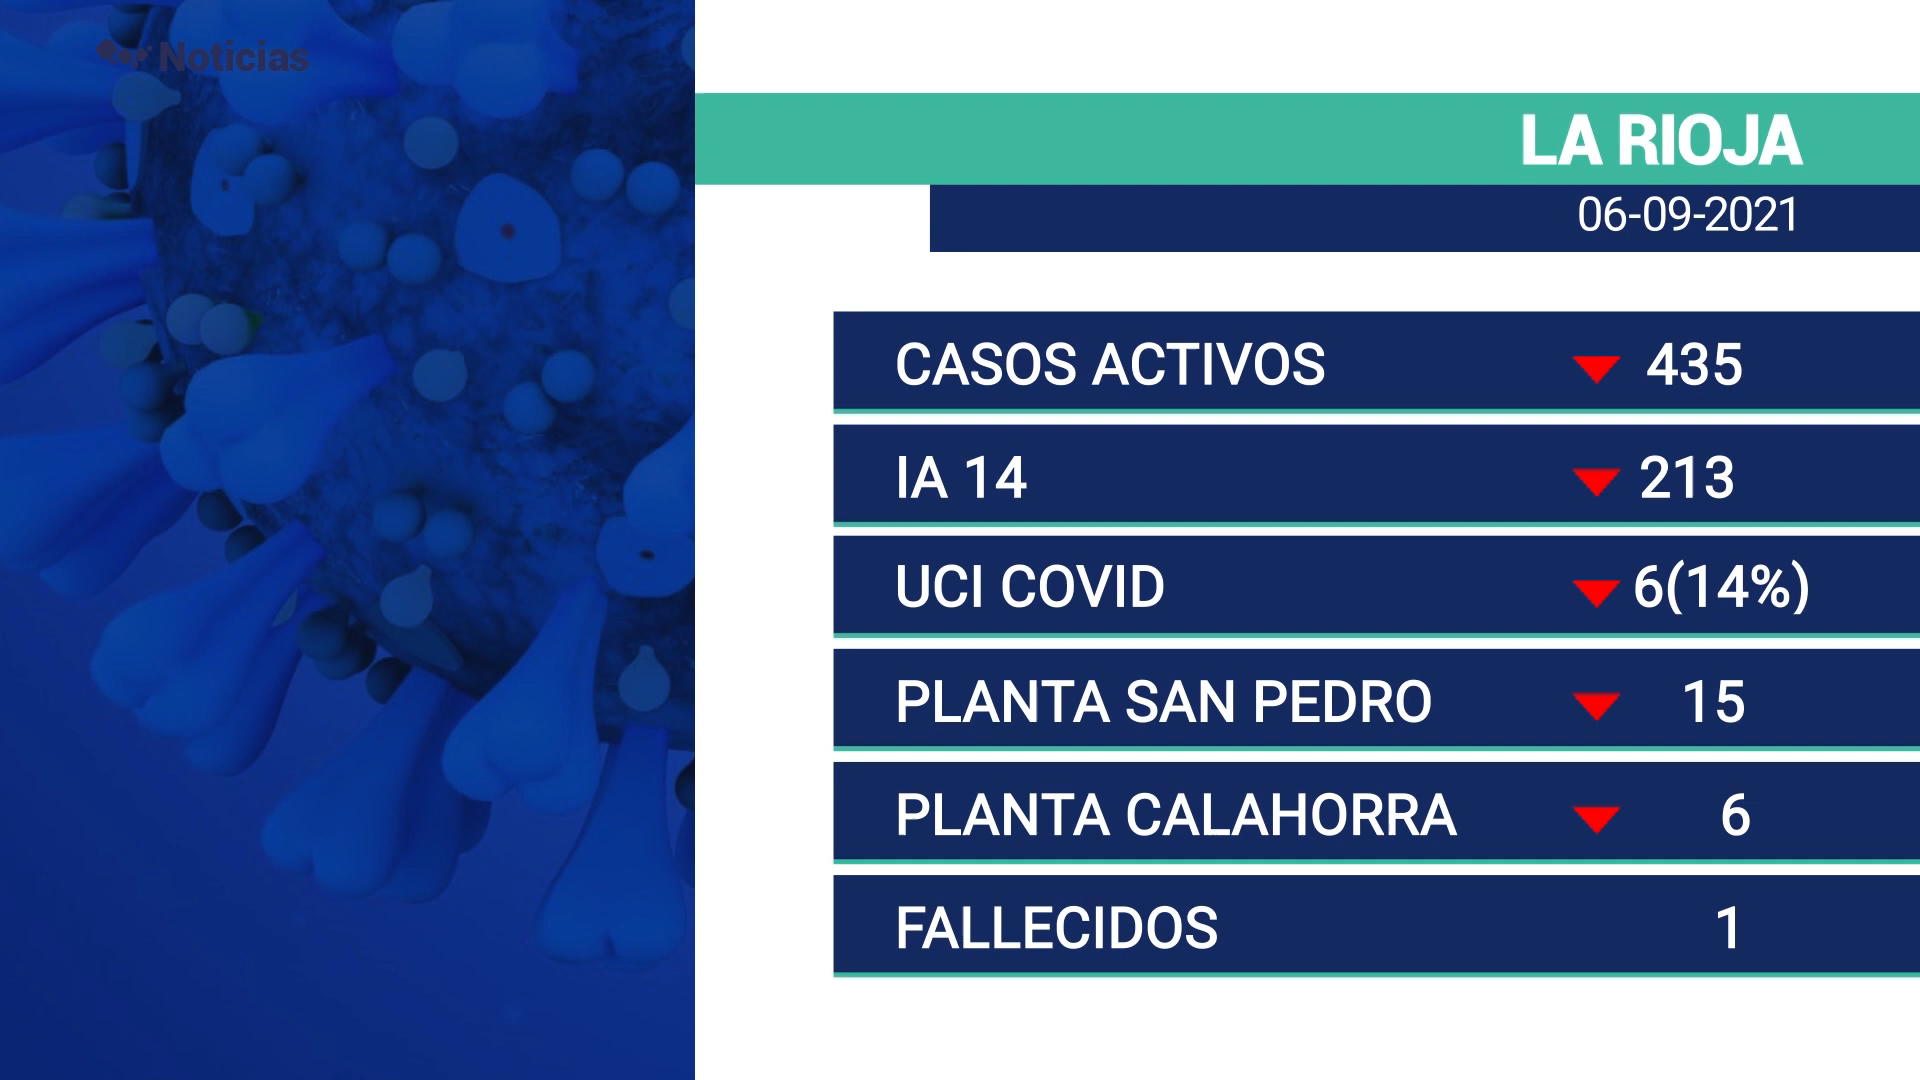 Noticias
LA RIOJA
06-09-2021
CASOS ACTIVOS 435
IA 14 213
UCI COVID 6(14%)
PLANTA SAN PEDRO 15
PLANTA CALAHORRA 6
FALLECIDOS 1